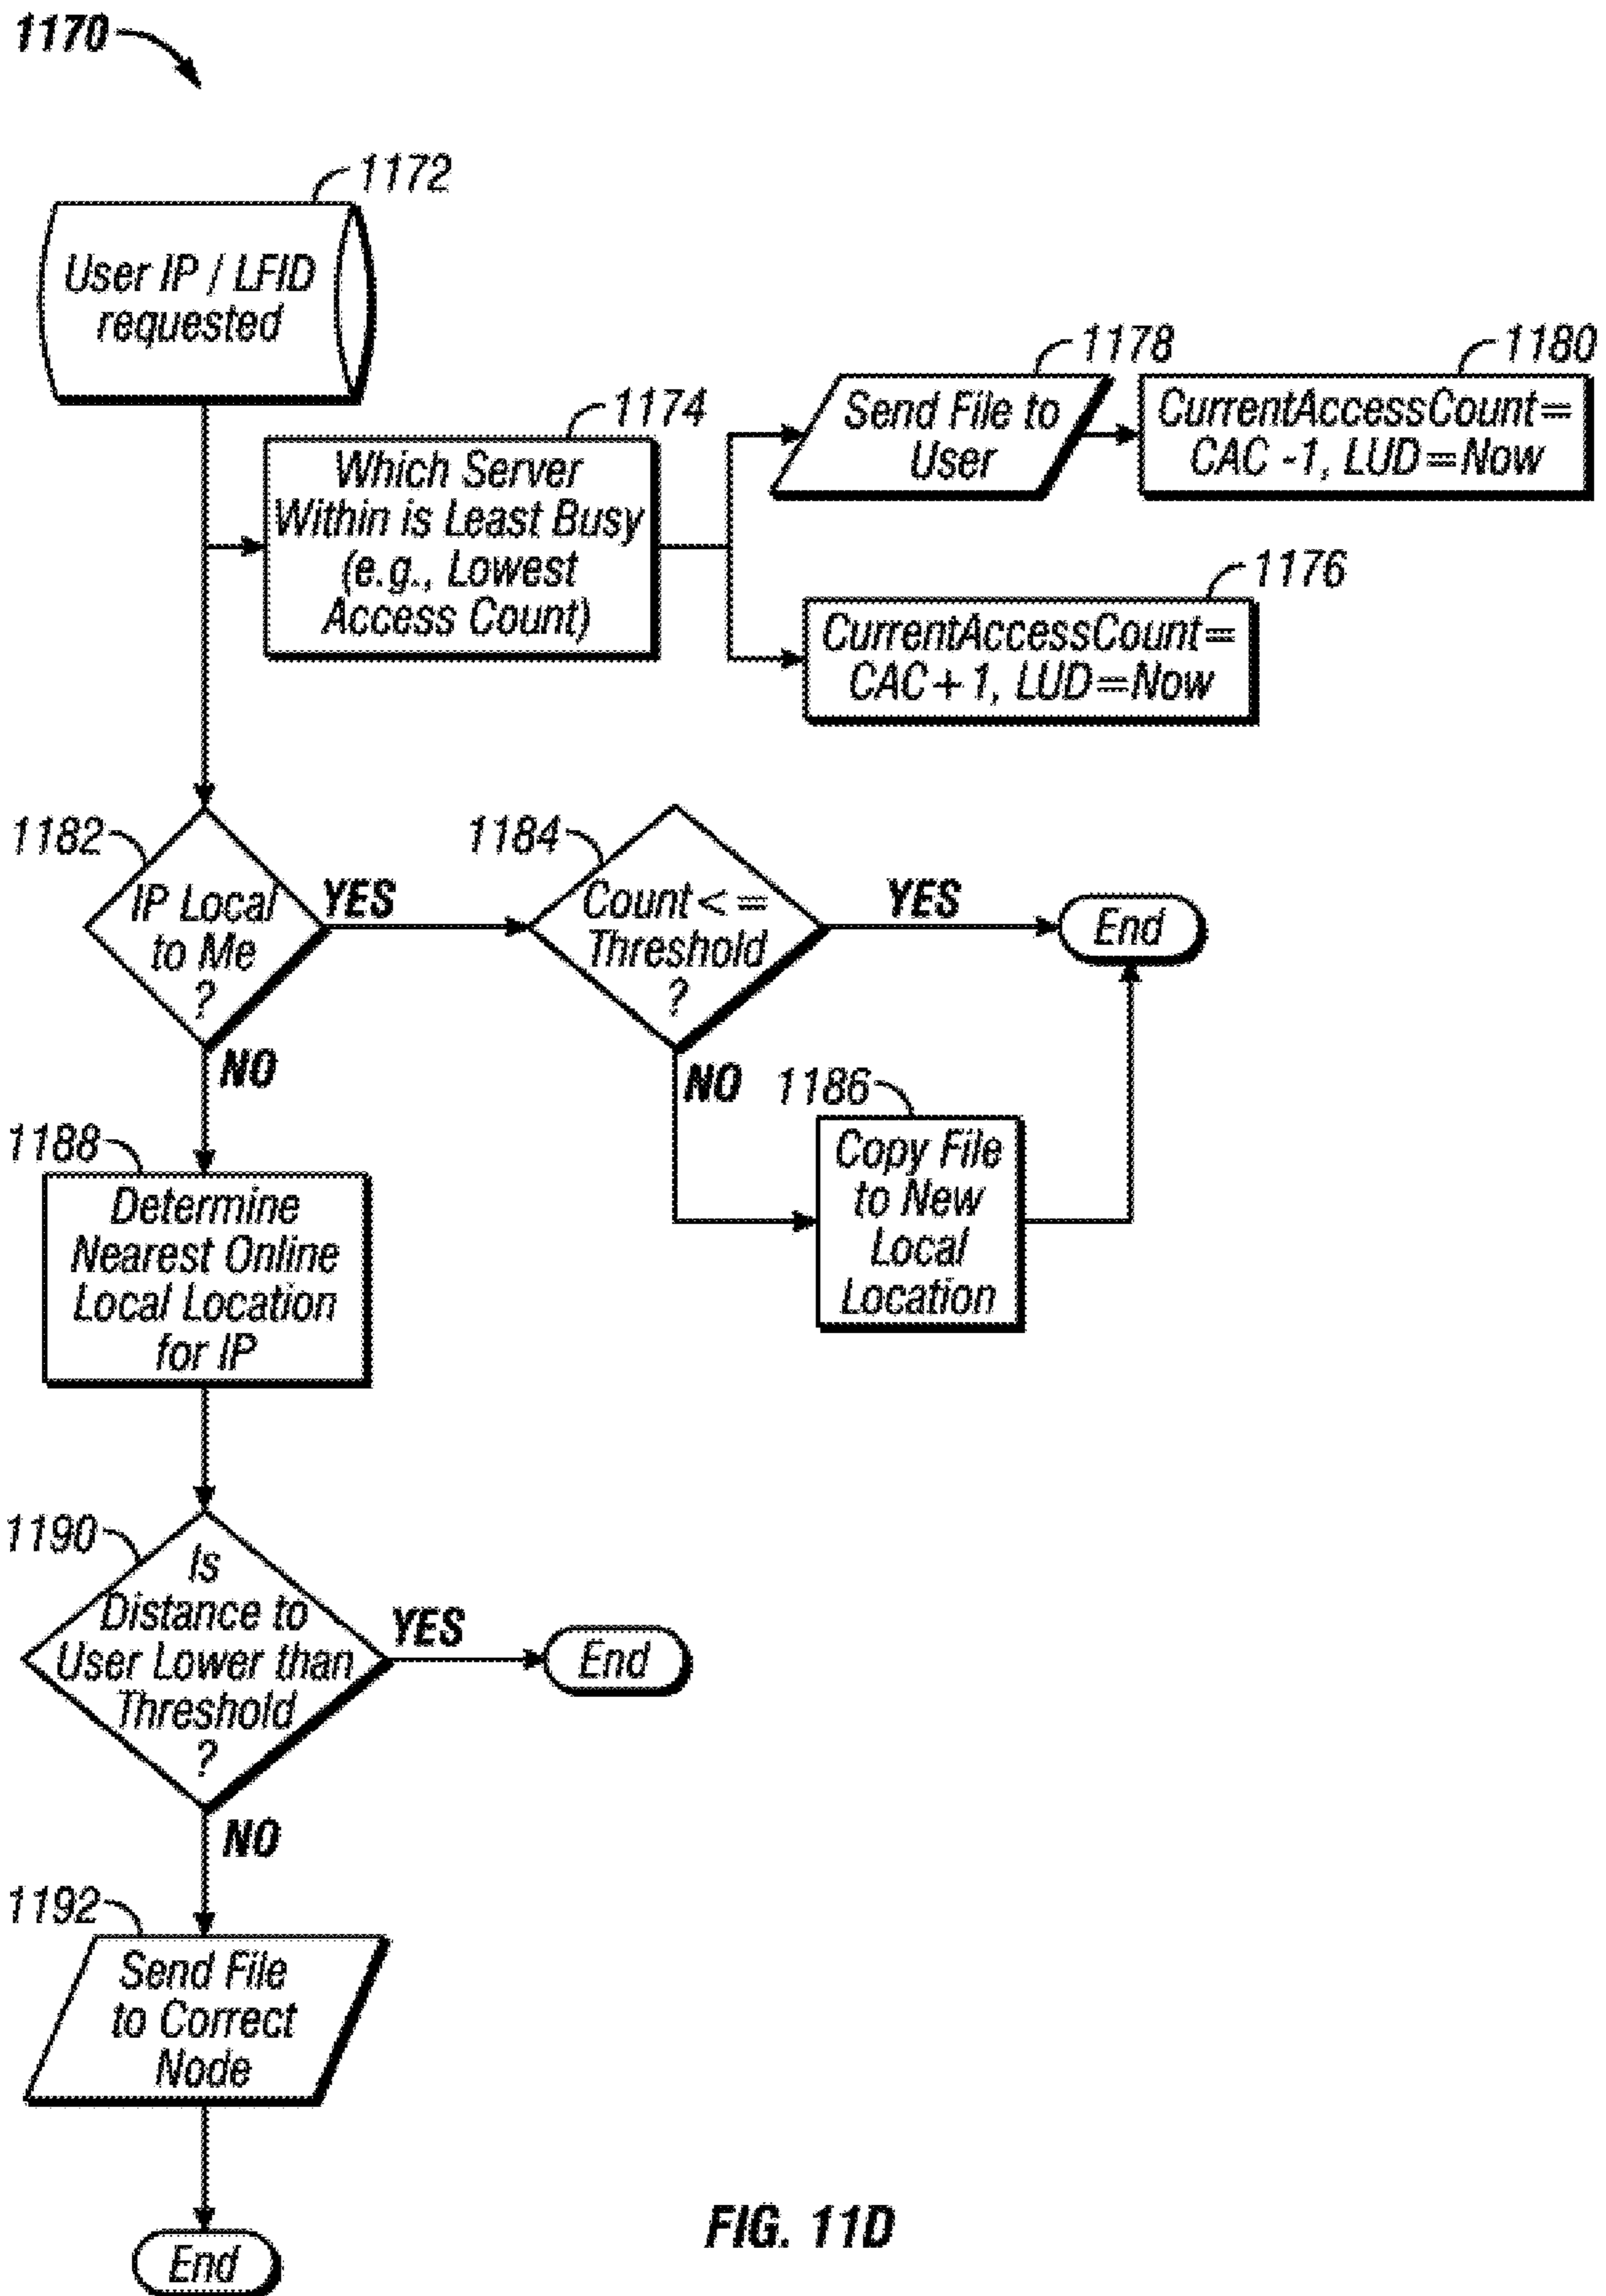 1170
1172
User IP / LFID
requested
1174
Which Server
Within is Least Busy
(e.g., Lowest
Access Count)
1178
Send File to
User
1180
CurrentAccessCount=
CAC -1, LUD=Now
1176
CurrentAccessCount=
CAC+1, LUD=Now
1182
IP Local
to Me
?
YES
NO
1184
Count< =
Threshold
?
YES
End
NO
1186
Copy File
to New
Local
Location
1188
Determine
Nearest Online
Local Location
for IP
1190
Is
Distance to
User Lower than
Threshold
?
YES
End
NO
1192
Send File
to Correct
Node
End
FIG. 11D